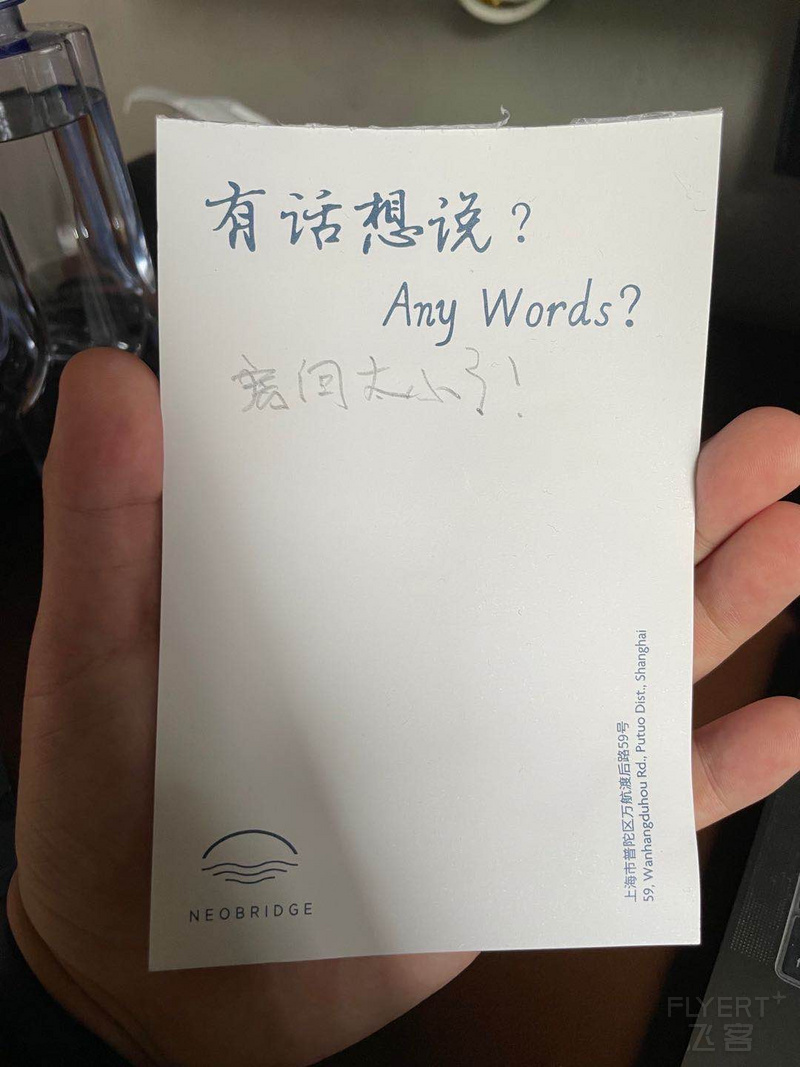 有话想说？
Any Words?
房间太小了!
上海市普陀区万航渡后路59号
59, Wanhangduhou Rd., Putuo Dist., Shanghai
NEOBRIDGE
FLYERT+
飞客